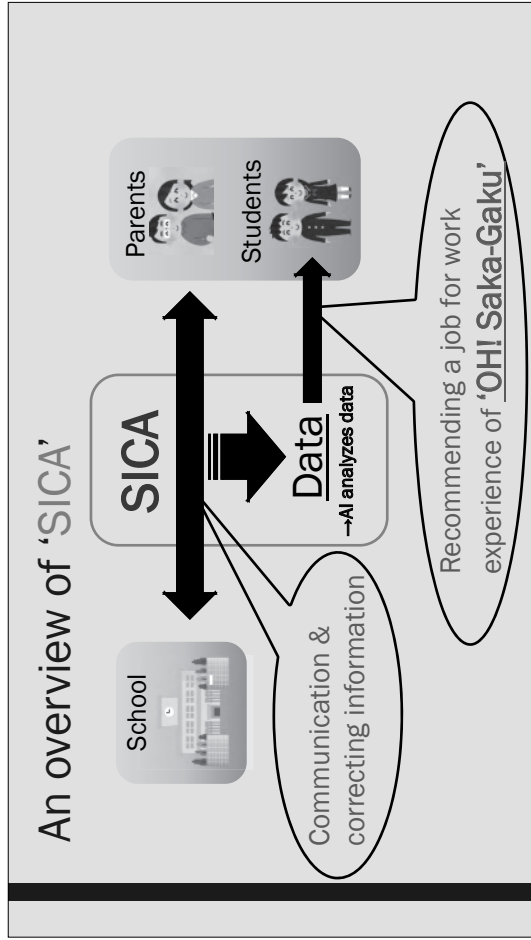 An overview of ‘SICA’
School
SICA
Parents
Students
Data
→AI analyzes data
Communication &
correcting information
Recommending a job for work
experience of ‘OH! Saka-Gaku’